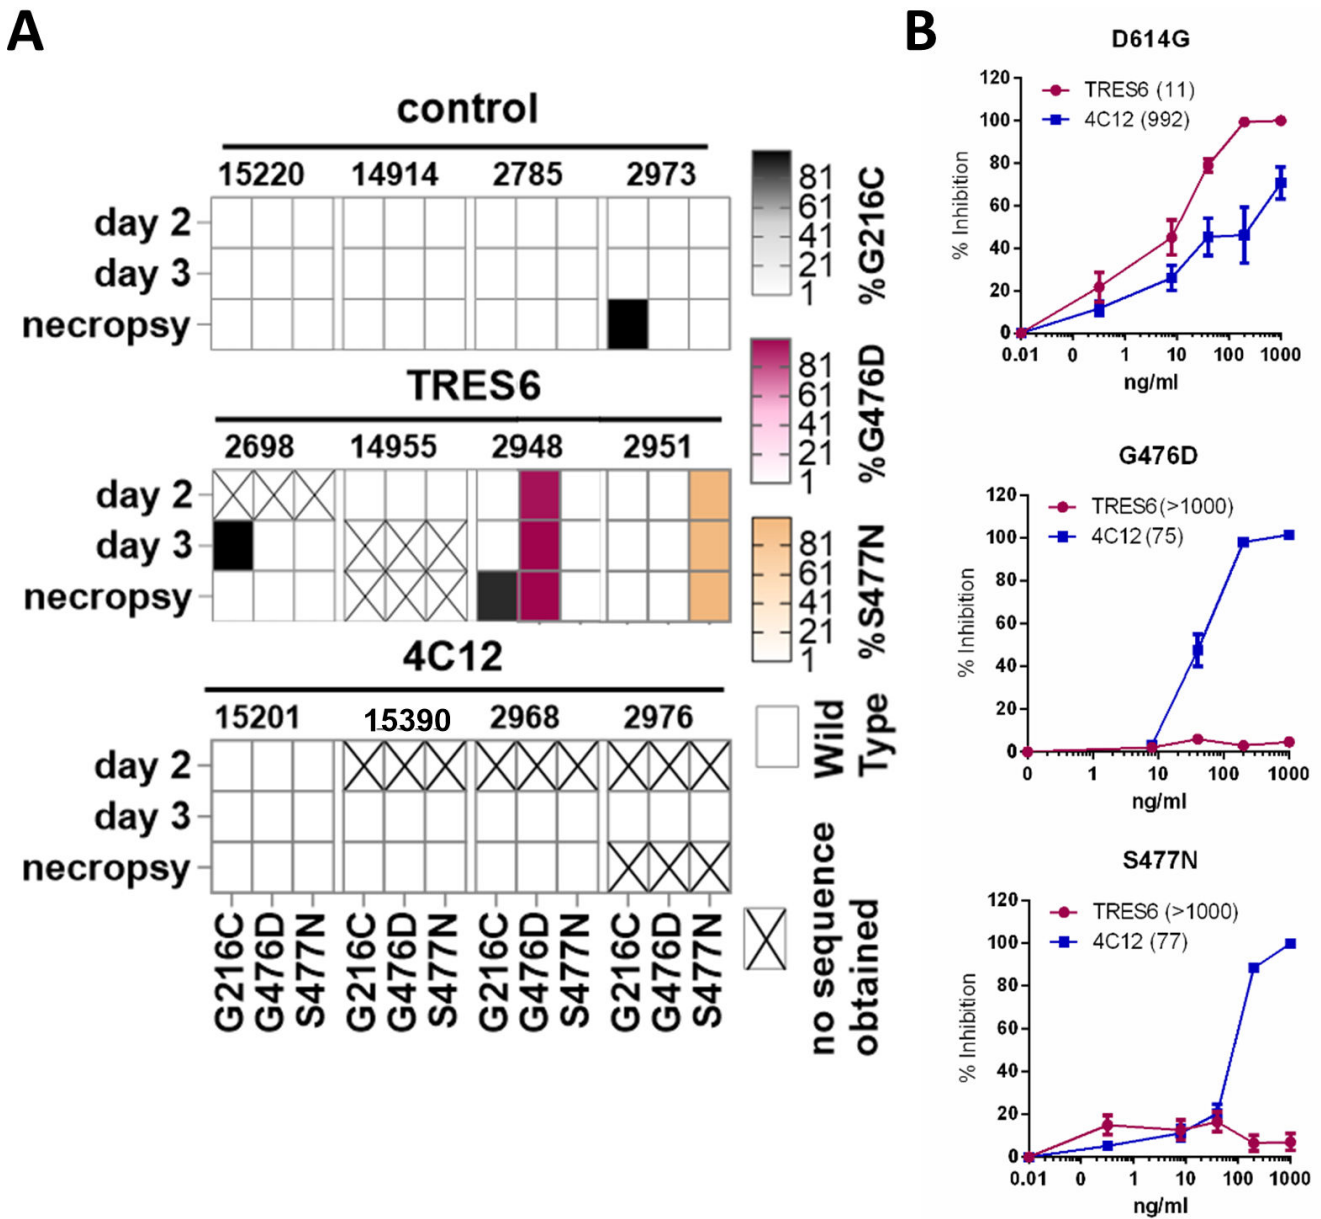 A
control
15220 14914 2785 2973
day 2
day 3
necropsy
TRES6
2698 14955 2948 2951
day 2
day 3
necropsy
4C12
15201 15390 2968 2976
day 2
day 3
necropsy
G216C G476D S477N G216C G476D S477N G216C G476D S477N G216C G476D S477N
81
61
41
21
1
%G216C
81
61
41
21
1
%G476D
81
61
41
21
1
%S477N
Wild
Type
no sequence
obtained
B
D614G
TRES6 (11)
4C12 (992)
120
100
80
60
40
20
0
% Inhibition
0.01 0 1 10 100 1000
ng/ml
G476D
TRES6 (>1000)
4C12 (75)
120
100
80
60
40
20
0
% Inhibition
0 1 10 100 1000
ng/ml
S477N
TRES6 (>1000)
4C12 (77)
120
100
80
60
40
20
0
% Inhibition
0.01 0 1 10 100 1000
ng/ml